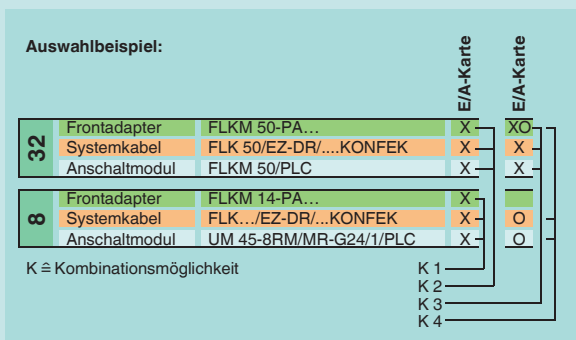 Auswahlbeispiel:
E/A-Karte
E/A-Karte
32
Frontadapter FLKM 50-PA… X XO
Systemkabel FLK 50/EZ-DR/....KONFEK X X
Anschaltmodul FLKM 50/PLC X X
8
Frontadapter FLKM 14-PA… X
Systemkabel FLK…/EZ-DR/...KONFEK X O
Anschaltmodul UM 45-8RM/MR-G24/1/PLC X O
K ≙ Kombinationsmöglichkeit
K 1
K 2
K 3
K 4